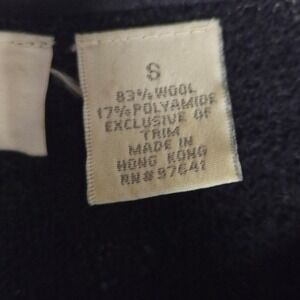 S
83% WOOL
17% POLYAMIDE
EXCLUSIVE OF
TRIM
MADE IN
HONG KONG
RN#97641